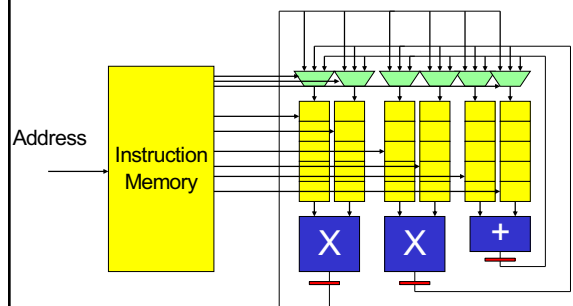 Address
Instruction
Memory
X
X
+